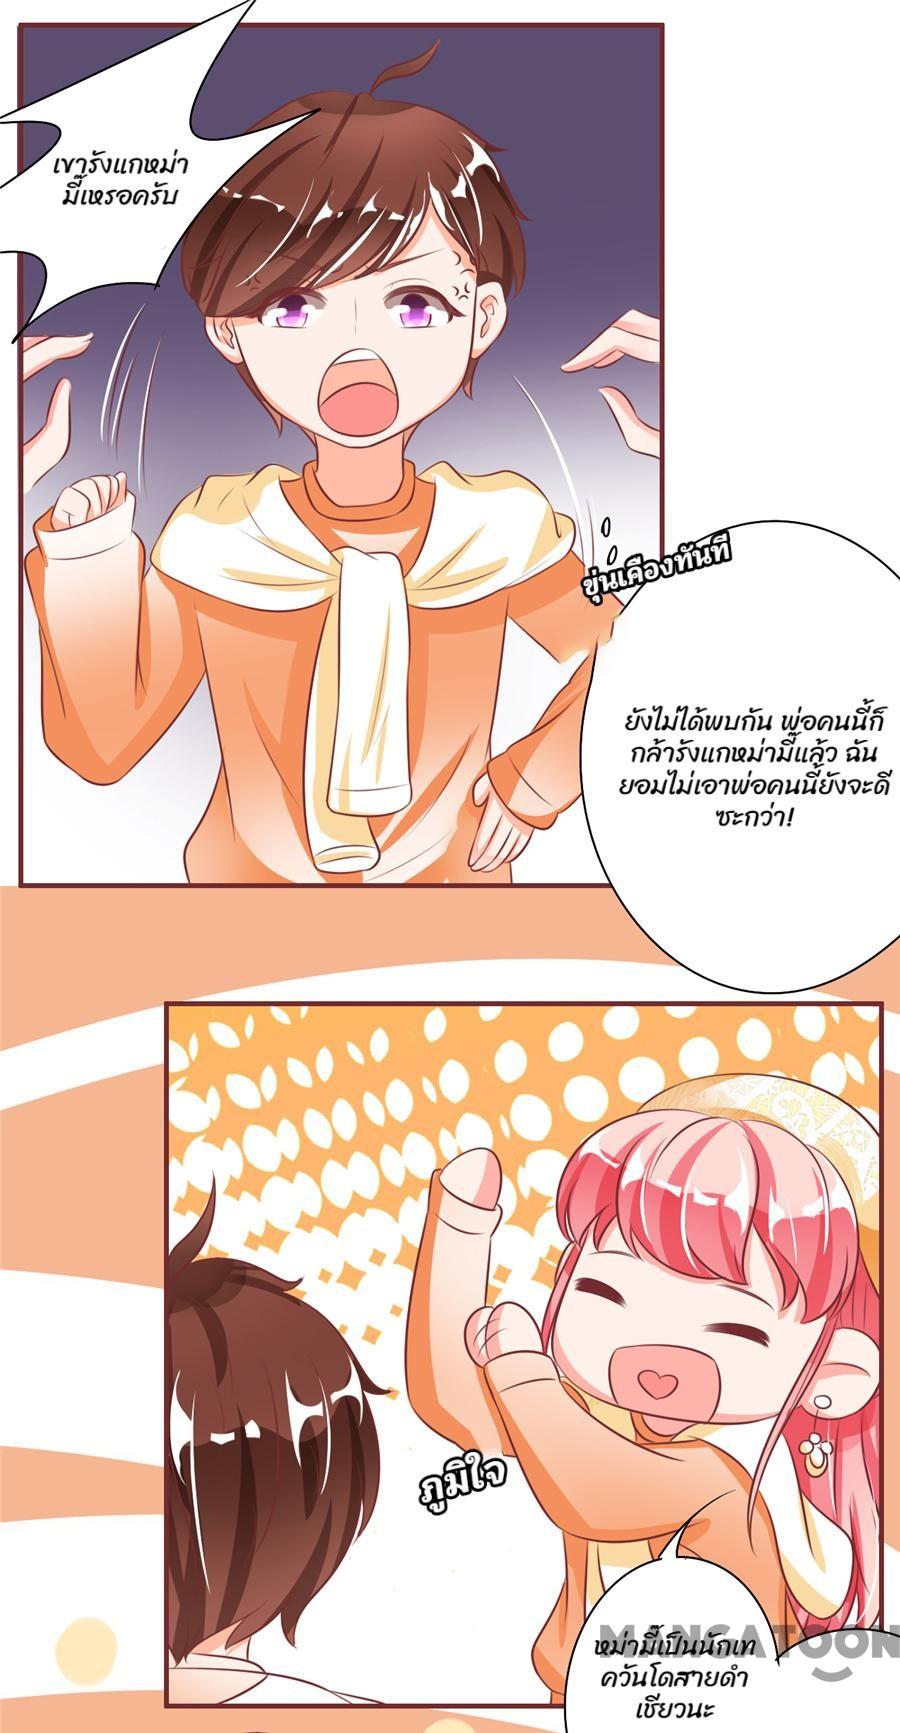 เขารังแกหม่า
มี๊เหรอครับ
ขุ่นเคืองทันที
ยังไม่ได้พบกัน พ่อคนนี้ก็
กล้ารังแกหม่ามี๊แล้ว ฉัน
ยอมไม่เอาพ่อคนนี้ยังจะดี
ซะกว่า!
ภูมิใจ
หม่ามี๊เป็นนักเท
ควันโดสายดำ
เชียวนะ
MANGATOON